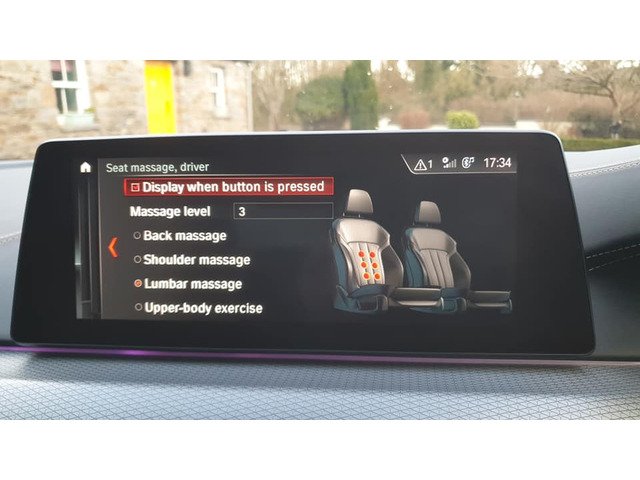 Seat massage, driver
1
17:34
Display when button is pressed
Massage level 3
Back massage
Shoulder massage
Lumbar massage
Upper-body exercise